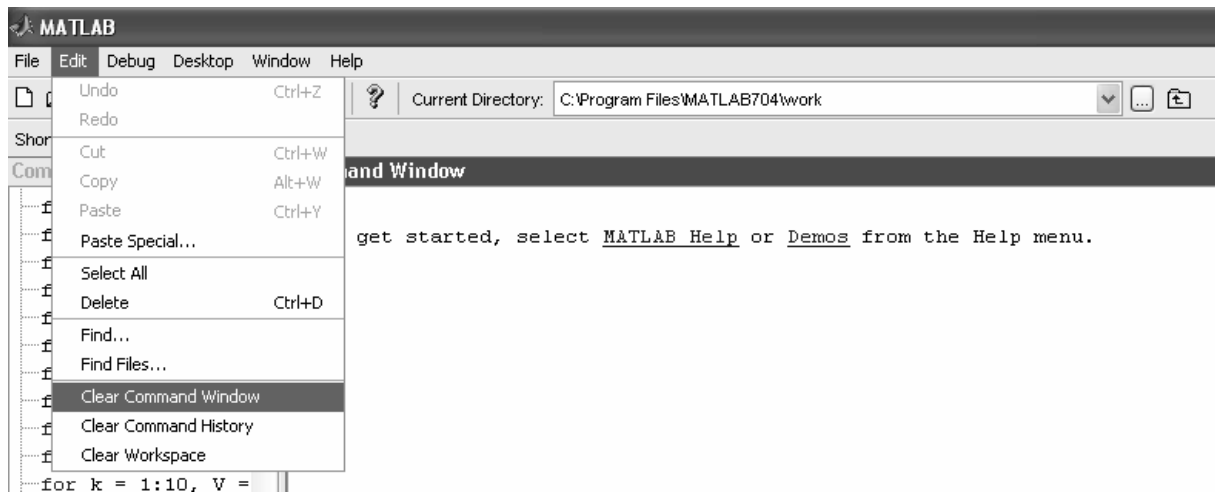 MATLAB
File Edit Debug Desktop Window Help
Undo Ctrl+Z
Redo
Cut Ctrl+W
Copy Alt+W
Paste Ctrl+Y
Paste Special...
Select All
Delete Ctrl+D
Find...
Find Files...
Clear Command Window
Clear Command History
Clear Workspace
? Current Directory: C:\Program Files\MATLAB704\work ...
Shor
Com
and Window
get started, select MATLAB Help or Demos from the Help menu.
f
f
f
f
f
f
f
f
f
f
for k = 1:10, V =